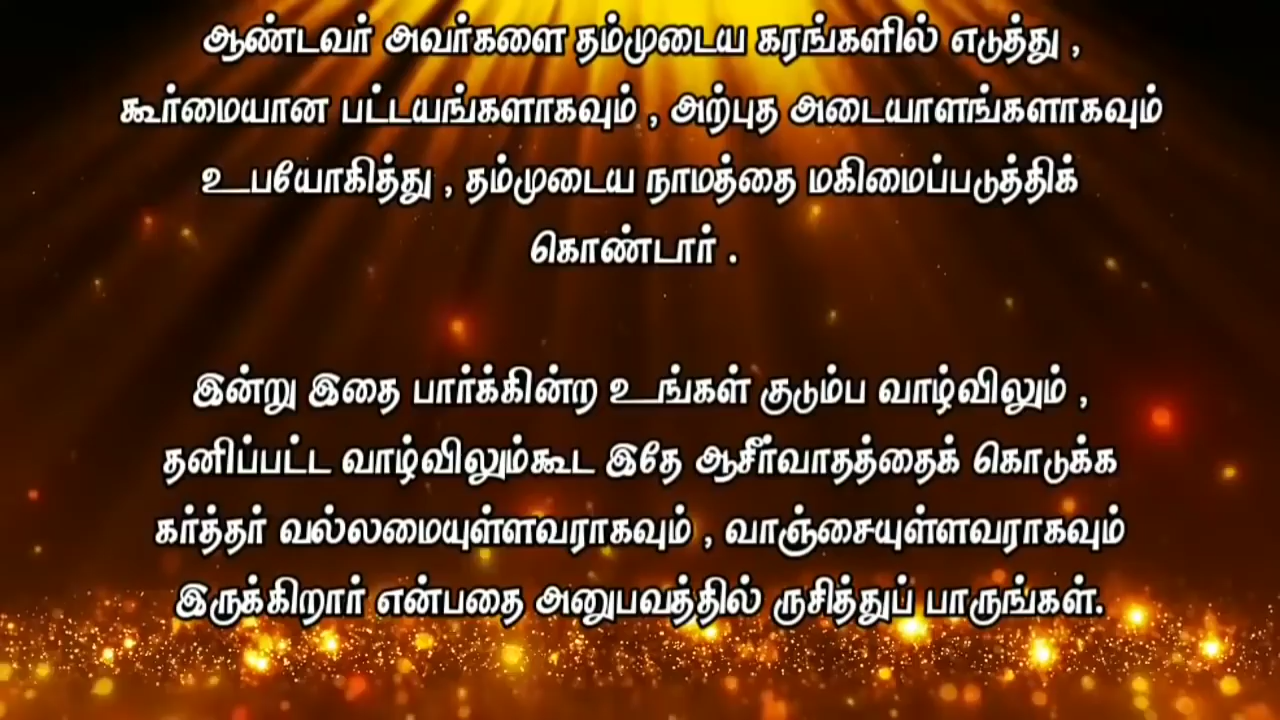 ஆண்டவர் அவர்களை தம்முடைய கரங்களில் எடுத்து ,
கூர்மையான பட்டயங்களாகவும் , அற்புத அடையாளங்களாகவும்
உபயோகித்து , தம்முடைய நாமத்தை மகிமைப்படுத்திக்
கொண்டார் .
இன்று இதை பார்க்கின்ற உங்கள் குடும்ப வாழ்விலும் ,
தனிப்பட்ட வாழ்விலும்கூட இதே ஆசீர்வாதத்தைக் கொடுக்க
கர்த்தர் வல்லமையுள்ளவராகவும் , வாஞ்சையுள்ளவராகவும்
இருக்கிறார் என்பதை அனுபவத்தில் ருசித்துப் பாருங்கள்.